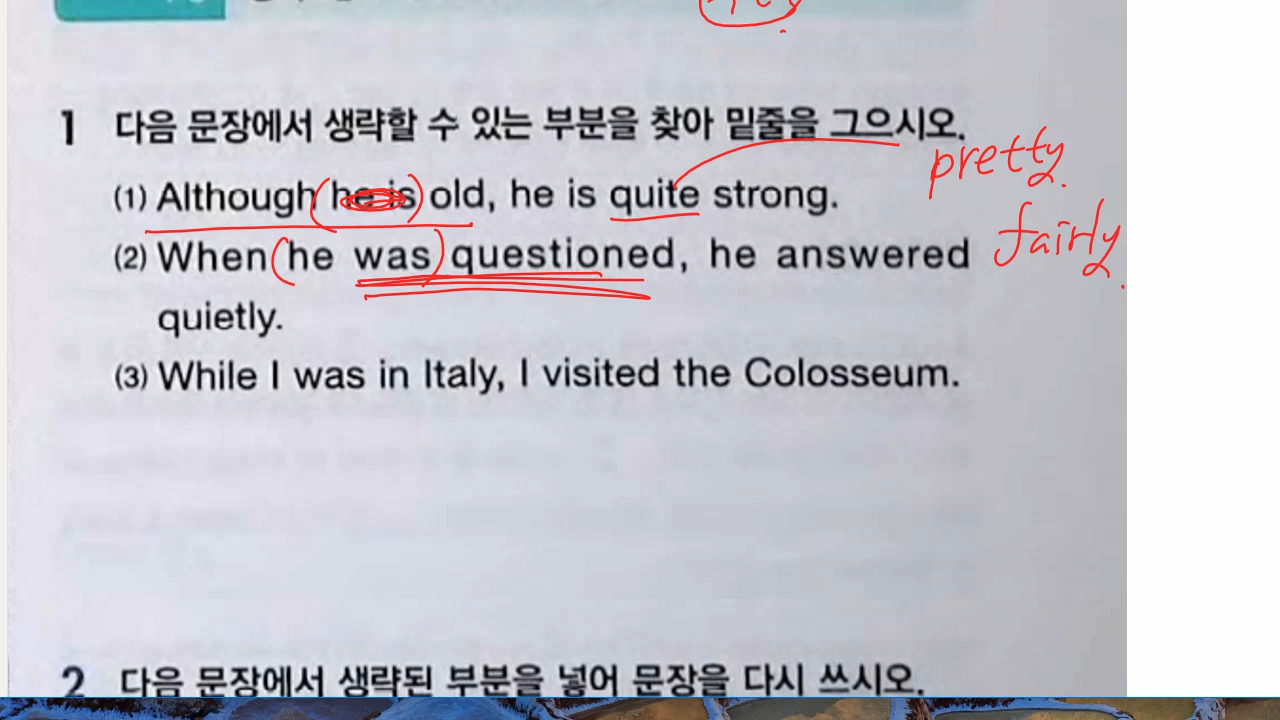 1 다음 문장에서 생략할 수 있는 부분을 찾아 밑줄을 그으시오.
(1) Although he is old, he is quite strong.
pretty.
(2) When he was questioned, he answered
fairly.
quietly.
(3) While I was in Italy, I visited the Colosseum.
2 다음 문장에서 생략된 부분을 넣어 문장을 다시 쓰시오.